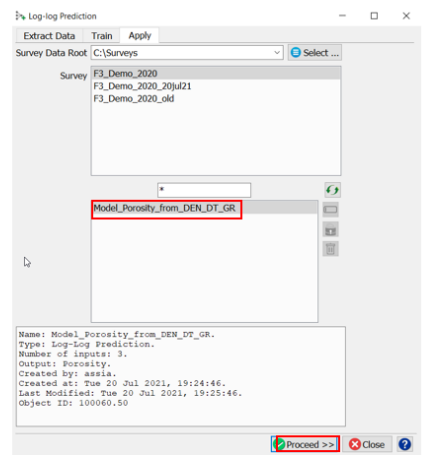 Log-log Prediction
Extract Data Train Apply
Survey Data Root C:\Surveys Select ...
Survey F3_Demo_2020
F3_Demo_2020_20jul21
F3_Demo_2020_old
*
Model_Porosity_from_DEN_DT_GR
Name: Model_Porosity_from_DEN_DT_GR.
Type: Log-Log Prediction.
Number of inputs: 3.
Output: Porosity.
Created by: assia.
Created at: Tue 20 Jul 2021, 19:24:46.
Last Modified: Tue 20 Jul 2021, 19:25:46.
Object ID: 100060.50
Proceed >> Close ?